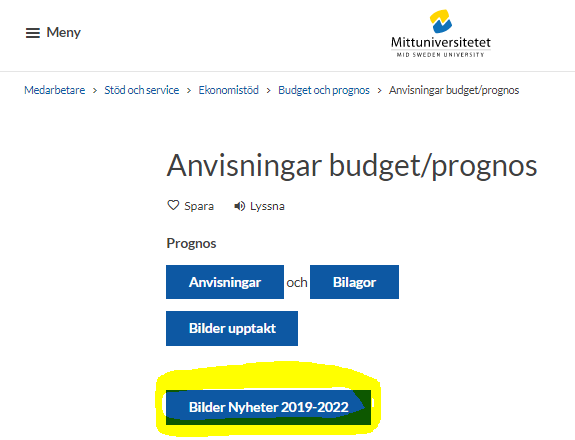 Meny
Mittuniversitetet
MID SWEDEN UNIVERSITY
Medarbetare > Stöd och service > Ekonomistöd > Budget och prognos > Anvisningar budget/prognos
Anvisningar budget/prognos
Spara Lyssna
Prognos
Anvisningar och Bilagor
Bilder upptakt
Bilder Nyheter 2019-2022